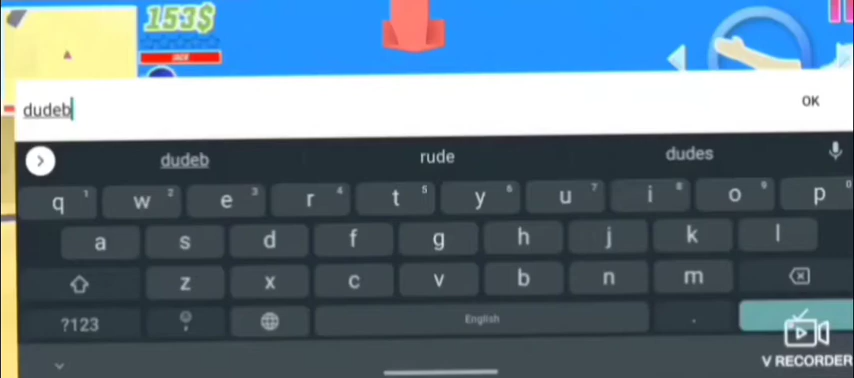 153$
dudeb
OK
dudeb rude dudes
q 1 w 2 e 3 r 4 t 5 y 6 u 7 i 8 o 9 p 0
a s d f g h j k l
z x c v b n m
?123 , English .
V RECORDER